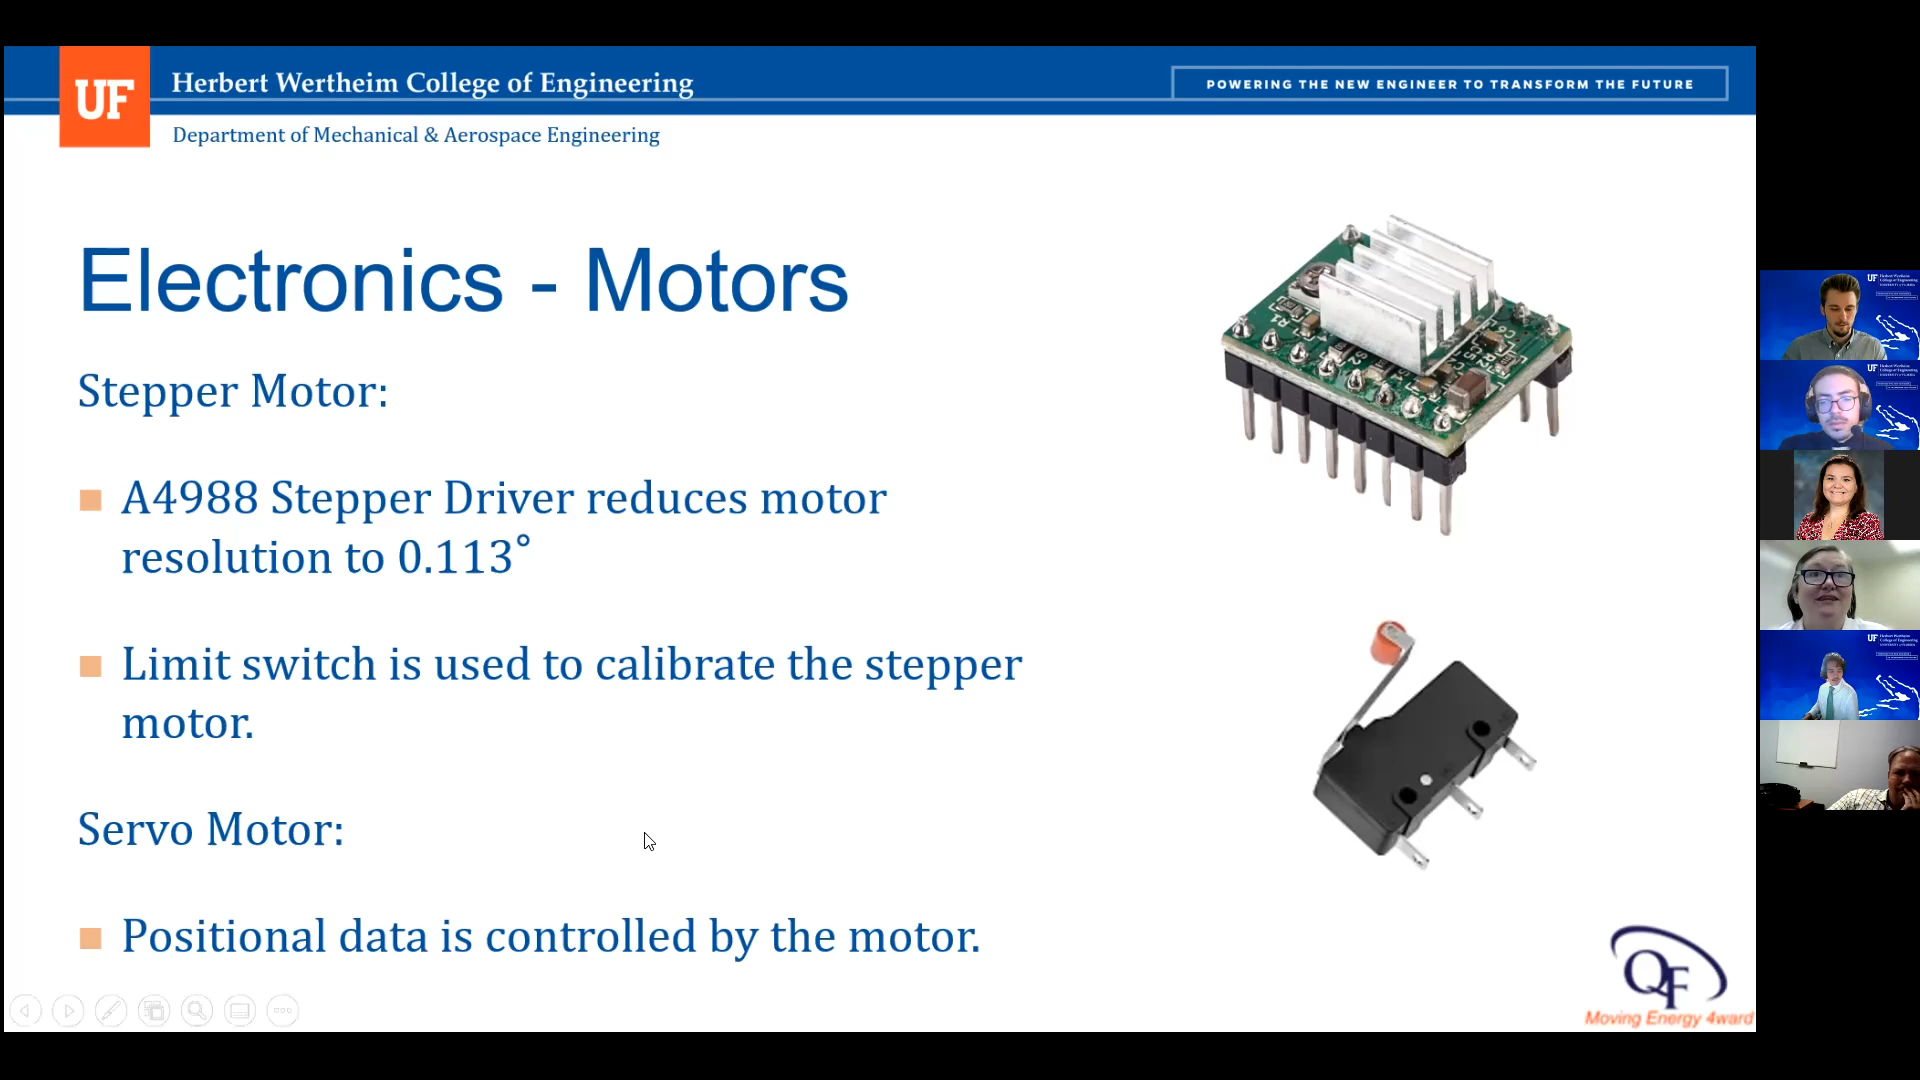 UF
Herbert Wertheim College of Engineering
POWERING THE NEW ENGINEER TO TRANSFORM THE FUTURE
Department of Mechanical & Aerospace Engineering
Electronics - Motors
Stepper Motor:
A4988 Stepper Driver reduces motor
resolution to 0.113°
Limit switch is used to calibrate the stepper
motor.
Servo Motor:
Positional data is controlled by the motor.
QF
Moving Energy 4ward